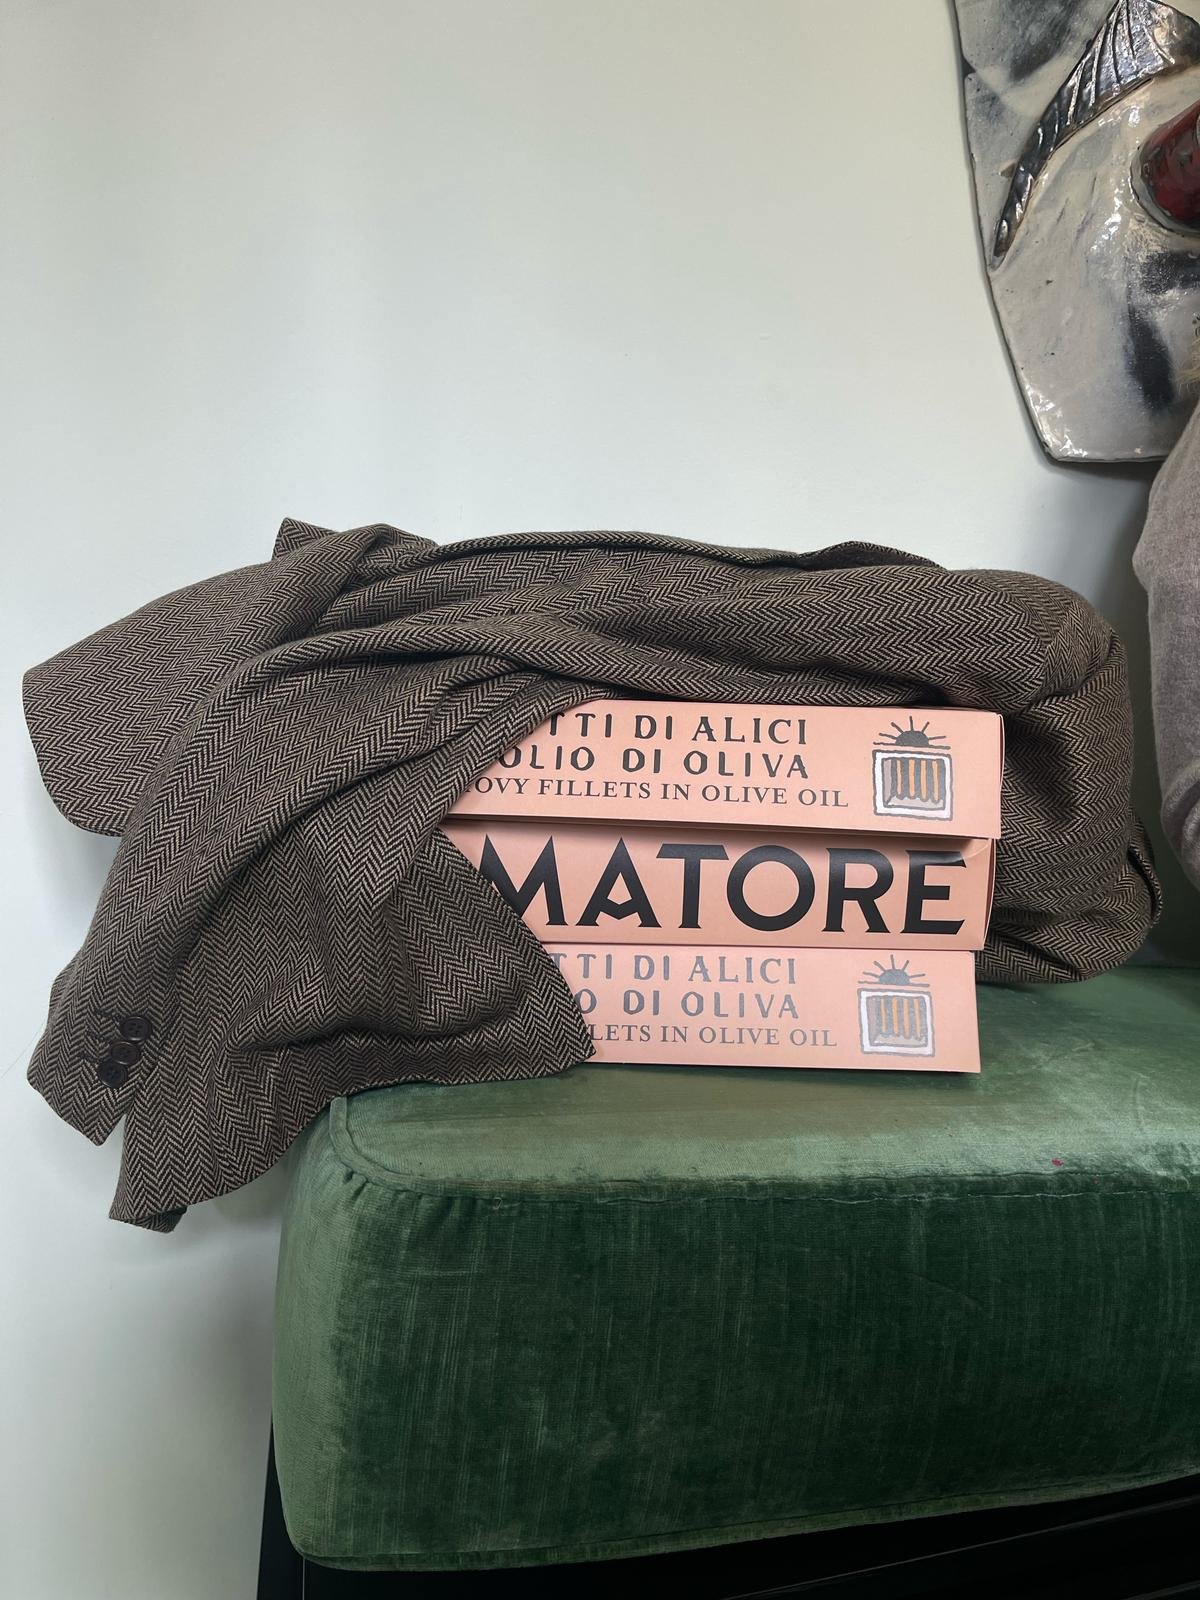 TTI DI ALICI
OLIO DI OLIVA
OVY FILLETS IN OLIVE OIL
MATORE
TTI DI ALICI
O DI OLIVA
LETS IN OLIVE OIL